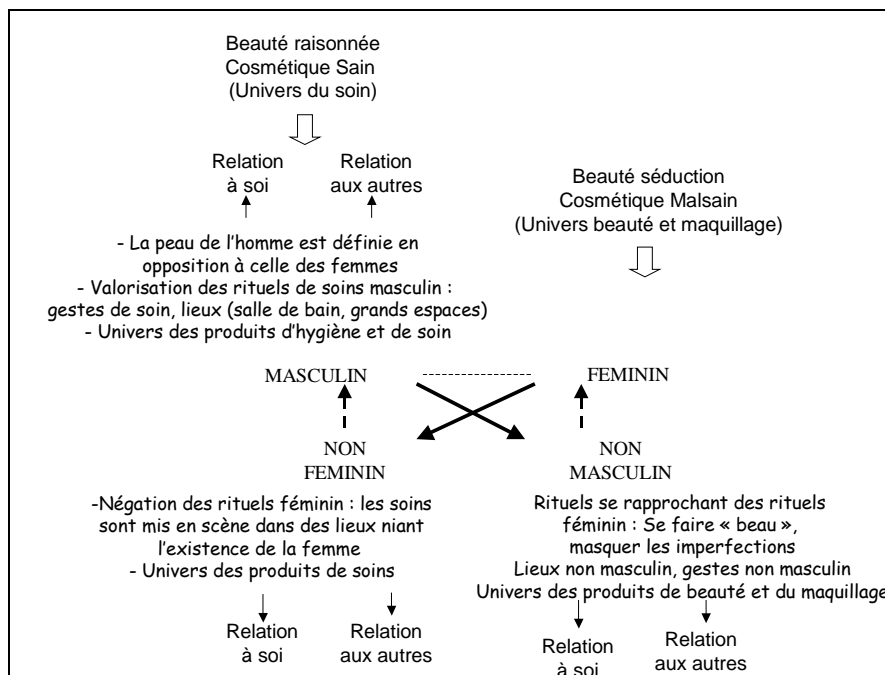 Beauté raisonnée
Cosmétique Sain
(Univers du soin)
Relation
à soi
Relation
aux autres
Beauté séduction
Cosmétique Malsain
(Univers beauté et maquillage)
- La peau de l'homme est définie en
opposition à celle des femmes
- Valorisation des rituels de soins masculin :
gestes de soin, lieux (salle de bain, grands espaces)
- Univers des produits d'hygiène et de soin
MASCULIN
FEMININ
NON
FEMININ
NON
MASCULIN
-Négation des rituels féminin : les soins
sont mis en scène dans des lieux niant
l'existence de la femme
- Univers des produits de soins
Rituels se rapprochant des rituels
féminin : Se faire « beau »,
masquer les imperfections
Lieux non masculin, gestes non masculin
Univers des produits de beauté et du maquillage
Relation
à soi
Relation
aux autres
Relation
à soi
Relation
aux autres